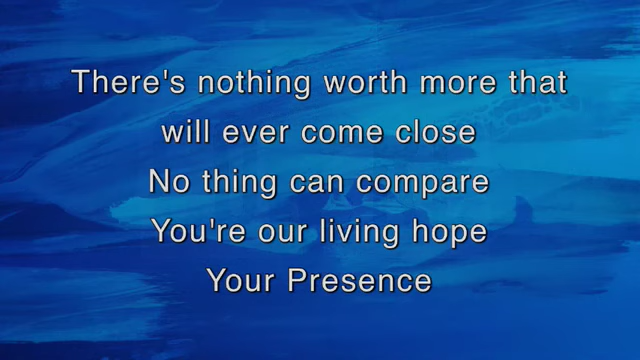 There's nothing worth more that
will ever come close
No thing can compare
You're our living hope
Your Presence